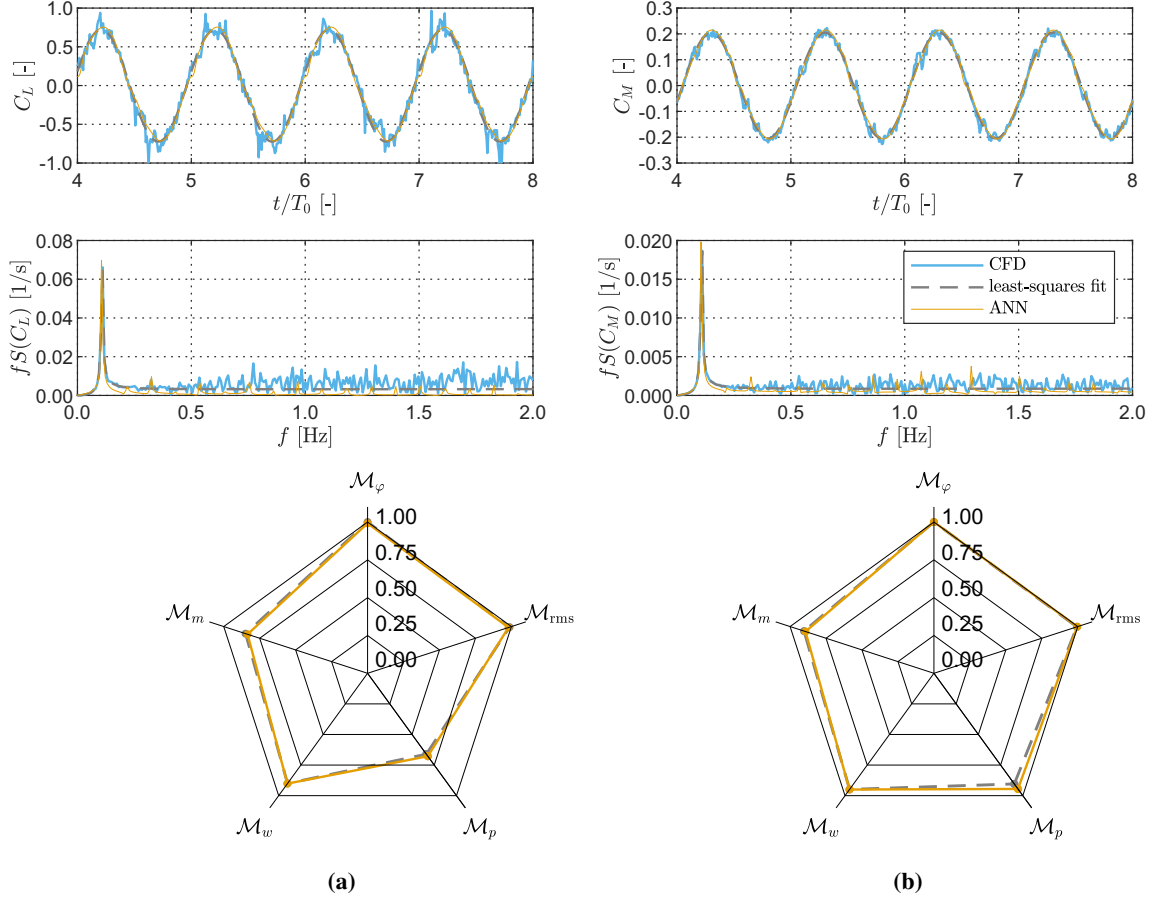 1.0
0.5
0.0
-0.5
-1.0
C_L [-]
4 5 6 7 8
t/T_0 [-]
0.3
0.2
0.1
0.0
-0.1
-0.2
-0.3
C_M [-]
4 5 6 7 8
t/T_0 [-]
0.08
0.06
0.04
0.02
0.00
fS(C_L) [1/s]
0.0 0.5 1.0 1.5 2.0
f [Hz]
0.020
0.015
0.010
0.005
0.000
fS(C_M) [1/s]
CFD
least-squares fit
ANN
0.0 0.5 1.0 1.5 2.0
f [Hz]
ℳ_φ
1.00
0.75
0.50
0.25
0.00
ℳ_m
ℳ_rms
ℳ_w
ℳ_p
(a)
ℳ_φ
1.00
0.75
0.50
0.25
0.00
ℳ_m
ℳ_rms
ℳ_w
ℳ_p
(b)